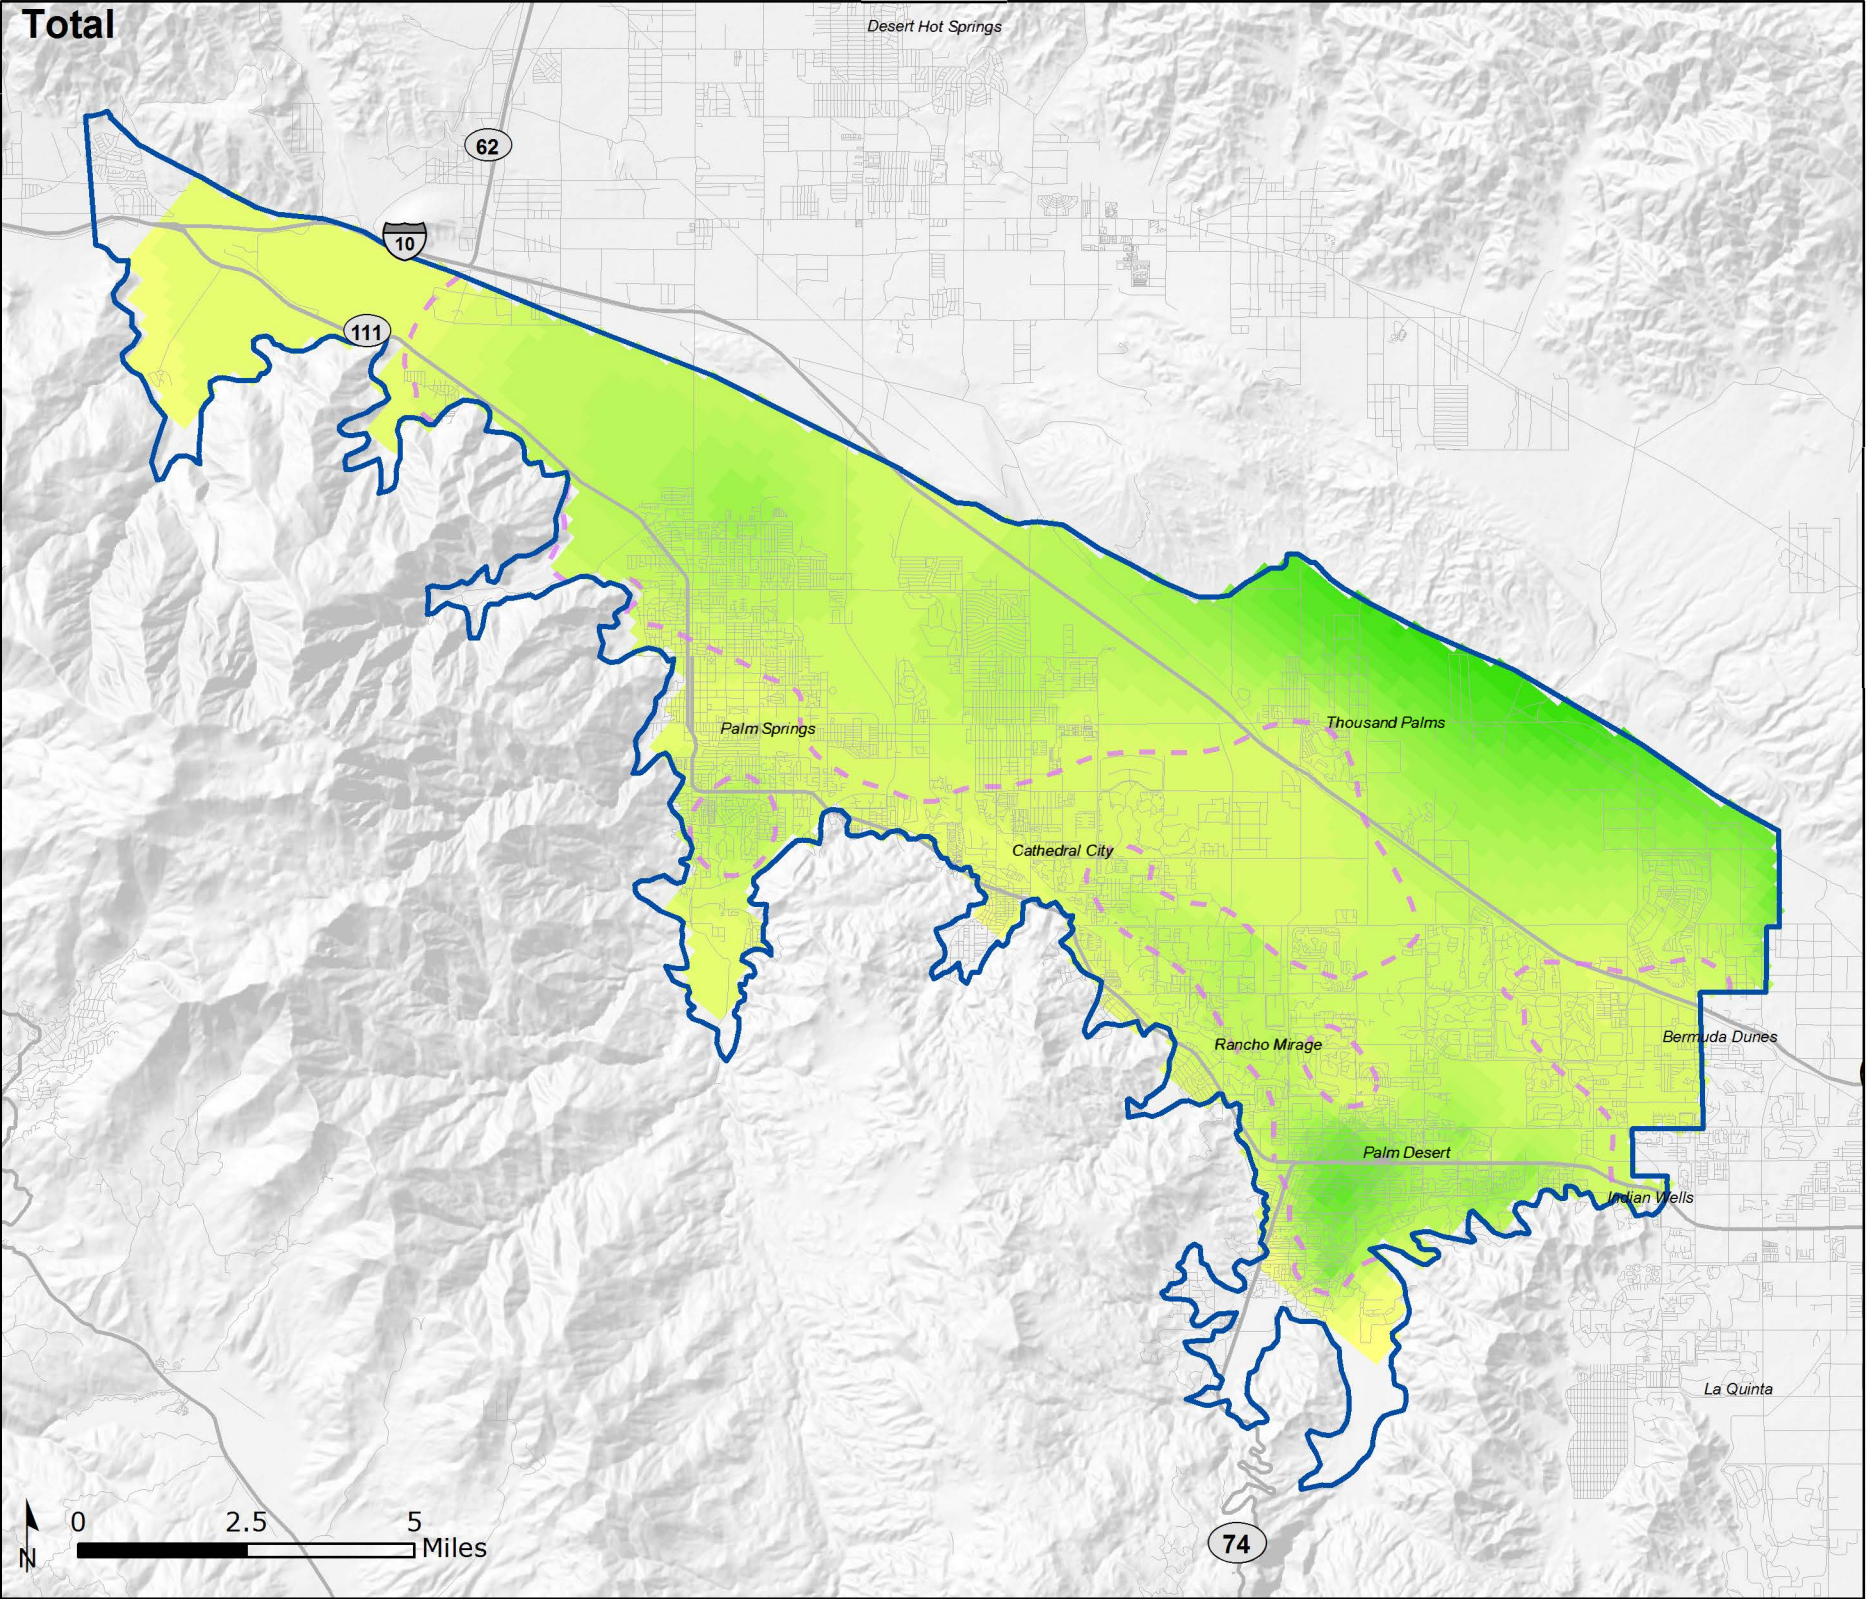 Total
Desert Hot Springs
62
10
111
Thousand Palms
Palm Springs
Cathedral City
Bermuda Dunes
Rancho Mirage
Palm Desert
Indian Wells
La Quinta
0 2.5 5
Miles
N
74